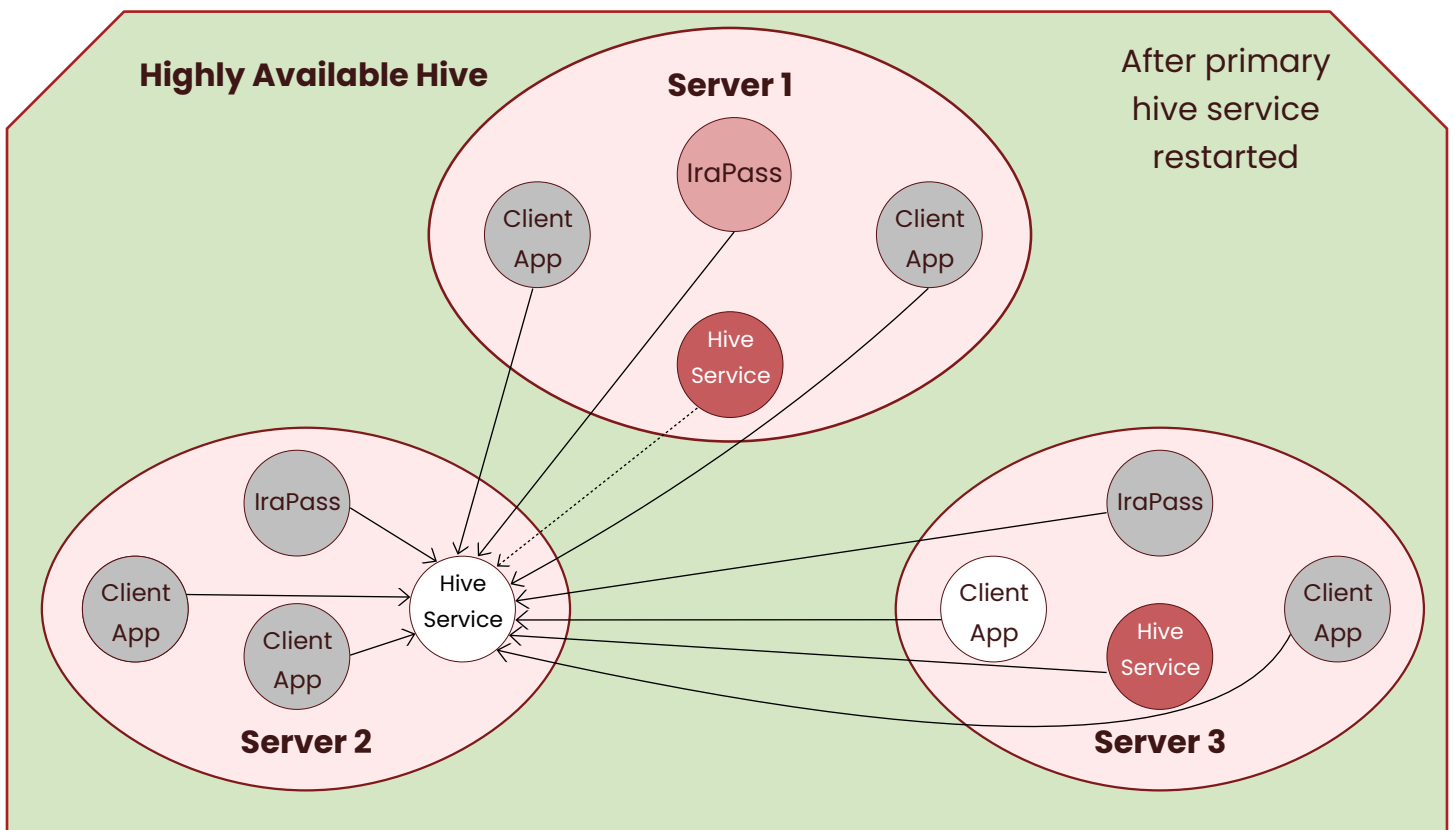 Highly Available Hive
After primary
hive service
restarted
Server 1
IraPass
Client
App
Client
App
Hive
Service
IraPass
Client
App
Client
App
Hive
Service
Server 2
IraPass
Client
App
Hive
Service
Client
App
Server 3